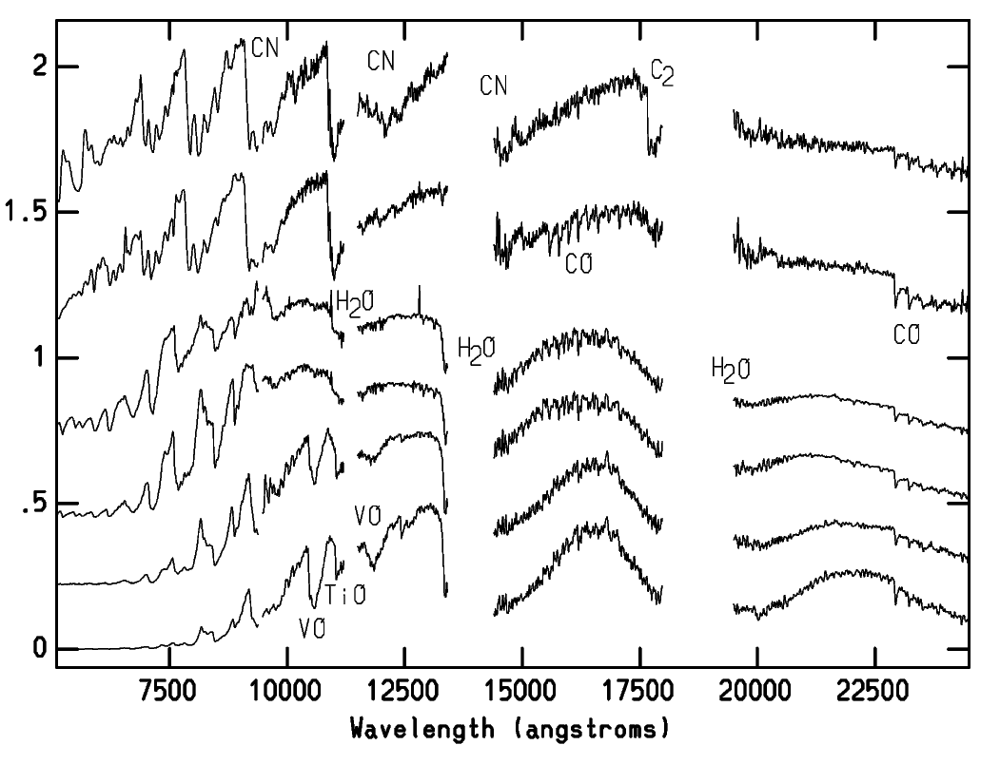 CN
CN
CN
C2
2
1.5
CO
H2O
H2O
CO
1
H2O
.5
VO
TiO
VO
0
7500 10000 12500 15000 17500 20000 22500
Wavelength (angstroms)